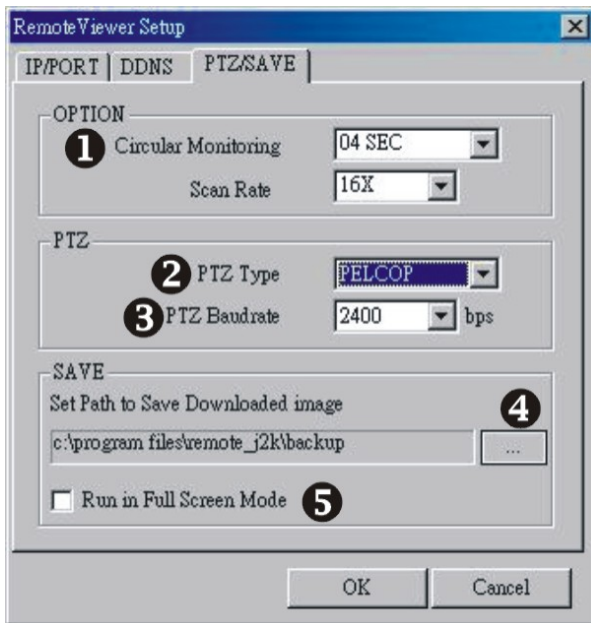 RemoteViewer Setup
IP/PORT DDNS PTZ/SAVE
OPTION
1 Circular Monitoring 04 SEC
Scan Rate 16X
PTZ
2 PTZ Type PELCOP
3 PTZ Baudrate 2400 bps
SAVE
Set Path to Save Downloaded image 4
c:\program files\remote_j2k\backup ...
Run in Full Screen Mode 5
OK Cancel